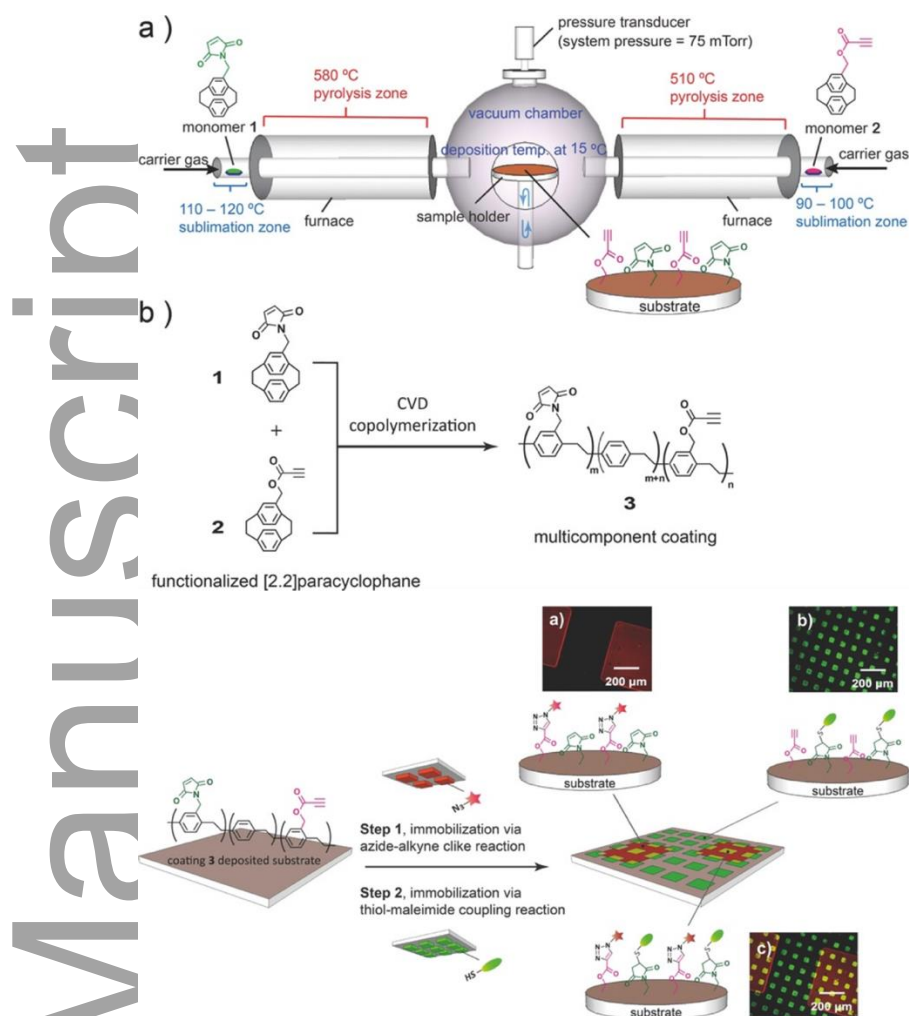 Manuscript
a )
pressure transducer
(system pressure = 75 mTorr)
580 ºC
pyrolysis zone
510 ºC
pyrolysis zone
vacuum chamber
monomer 1
monomer 2
carrier gas
carrier gas
deposition temp. at 15 ºC
110 – 120 ºC
sublimation zone
furnace
sample holder
furnace
90 – 100 ºC
sublimation zone
substrate
b )
O
N
O
1
+
O
O
2
CVD
copolymerization
O
N
O
O
O
m
m+n
n
3
multicomponent coating
functionalized [2.2]paracyclophane
a)
200 µm
b)
200 µm
substrate
substrate
N₃
coating 3 deposited substrate
Step 1, immobilization via
azide-alkyne clike reaction
Step 2, immobilization via
thiol-maleimide coupling reaction
HS
substrate
c)
200 µm